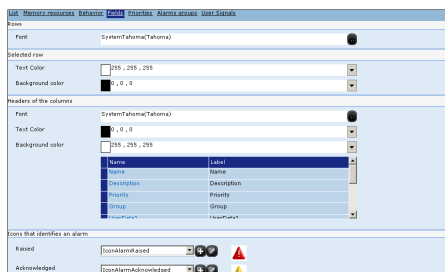 List Memory resources Behavior Fields Priorities Alarms groups User Signals
Rows
Font SystemTahoma(Tahoma)
Selected row
Text Color 255 , 255 , 255
Background color 0 , 0 , 0
Headers of the columns
Font SystemTahoma(Tahoma)
Text Color 0 , 0 , 0
Background color 255 , 255 , 255
Name Label
Name Name
Description Description
Priority Priority
Group Group
UserData1
Icons that identifies an alarm
Raised IconAlarmRaised
Acknowledged IconAlarmAcknowledged